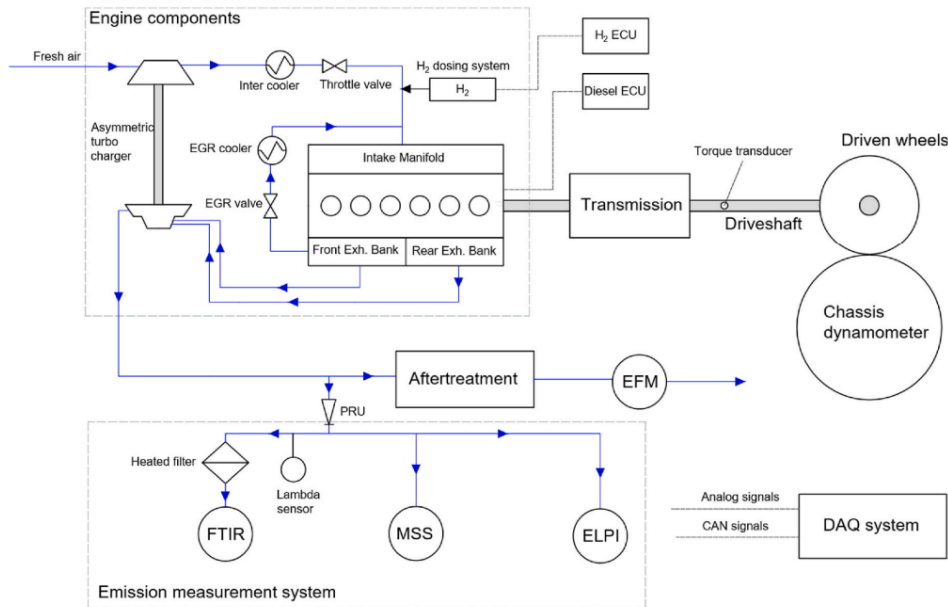 Engine components
Fresh air
Inter cooler
Throttle valve
H₂ dosing system
H₂
H₂ ECU
Diesel ECU
Asymmetric
turbo
charger
EGR cooler
EGR valve
Intake Manifold
Front Exh. Bank
Rear Exh. Bank
Transmission
Torque transducer
Driveshaft
Driven wheels
Chassis
dynamometer
Aftertreatment
EFM
PRU
Heated filter
Lambda
sensor
FTIR
MSS
ELPI
Emission measurement system
Analog signals
CAN signals
DAQ system